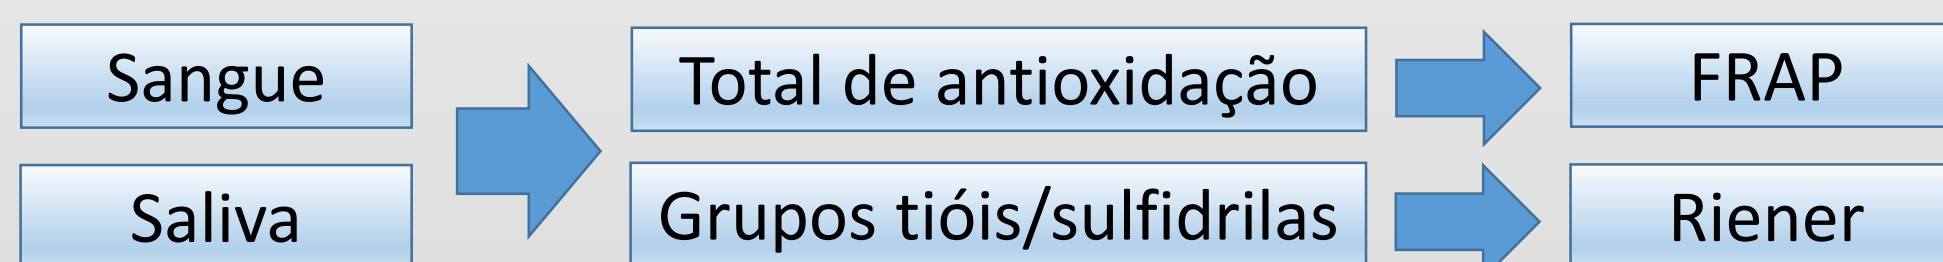 Sangue
Total de antioxidação
FRAP
Saliva
Grupos tióis/sulfidrilas
Riener